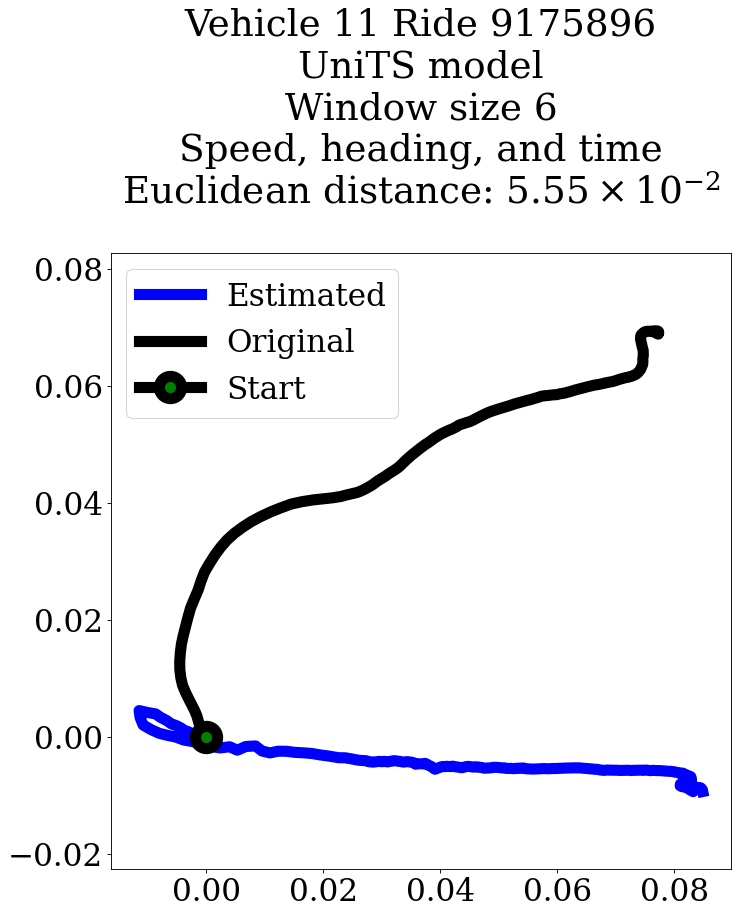 Vehicle 11 Ride 9175896
UniTS model
Window size 6
Speed, heading, and time
Euclidean distance: 5.55 × 10⁻²
0.08
Estimated
Original
0.06
Start
0.04
0.02
0.00
−0.02
0.00 0.02 0.04 0.06 0.08